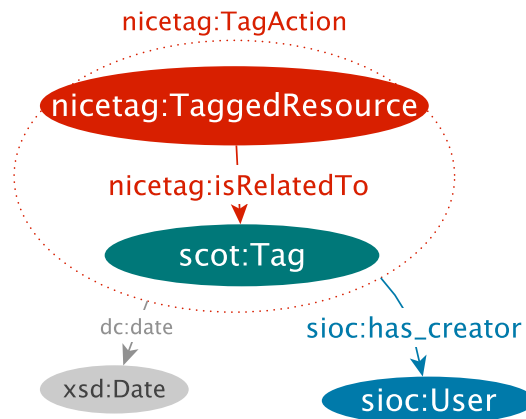 nicetag:TagAction
nicetag:TaggedResource
nicetag:isRelatedTo
scot:Tag
dc:date
sioc:has_creator
xsd:Date
sioc:User